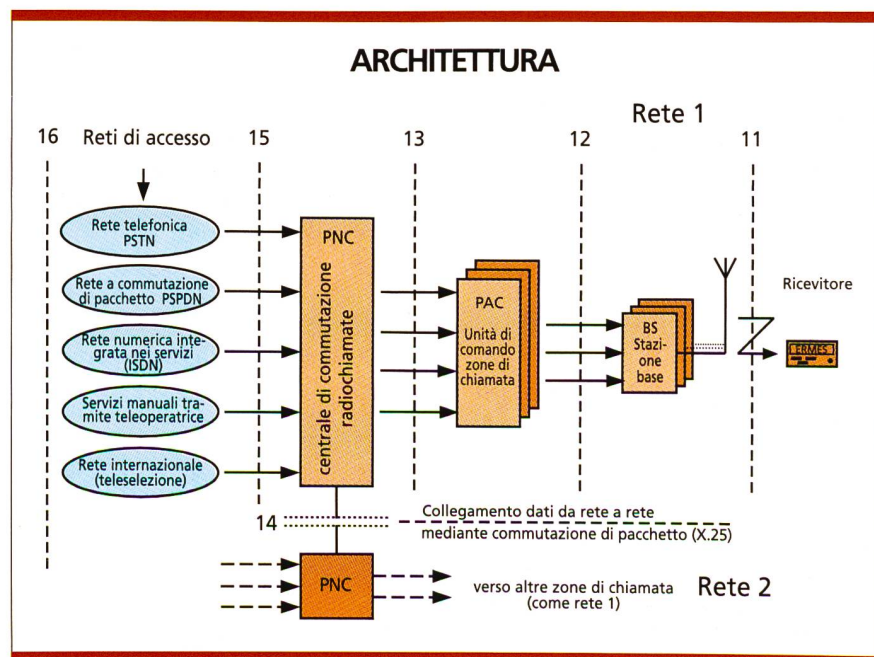 ARCHITETTURA
Rete 1
16 Reti di accesso 15 13 12 11
Rete telefonica
PSTN
Rete a commutazione
di pacchetto PSPDN
Rete numerica inte-
grata nei servizi
(ISDN)
Servizi manuali tra-
mite teleoperatrice
Rete internazionale
(teleselezione)
PNC
centrale di commutazione
radiochiamate
PAC
Unità di
comando
zone di
chiamata
BS
Stazi-
one
base
Ricevitore
ERMES
14
Collegamento dati da rete a rete
mediante commutazione di pacchetto (X.25)
PNC
verso altre zone di chiamata
(come rete 1)
Rete 2